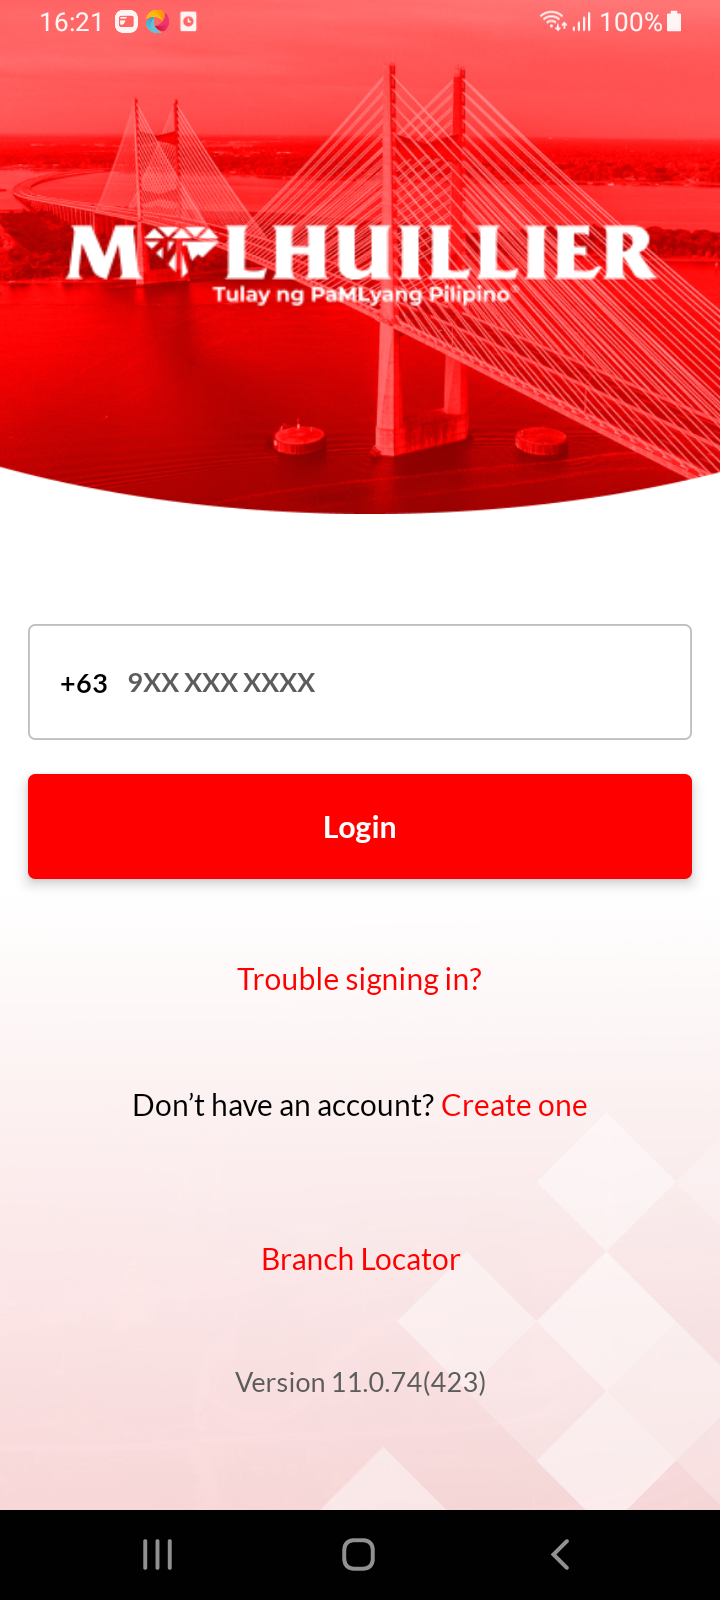 16:21 100%
M LHUILLIER
Tulay ng PaMLyang Pilipino
+63 9XX XXX XXXX
Login
Trouble signing in?
Don’t have an account? Create one
Branch Locator
Version 11.0.74(423)